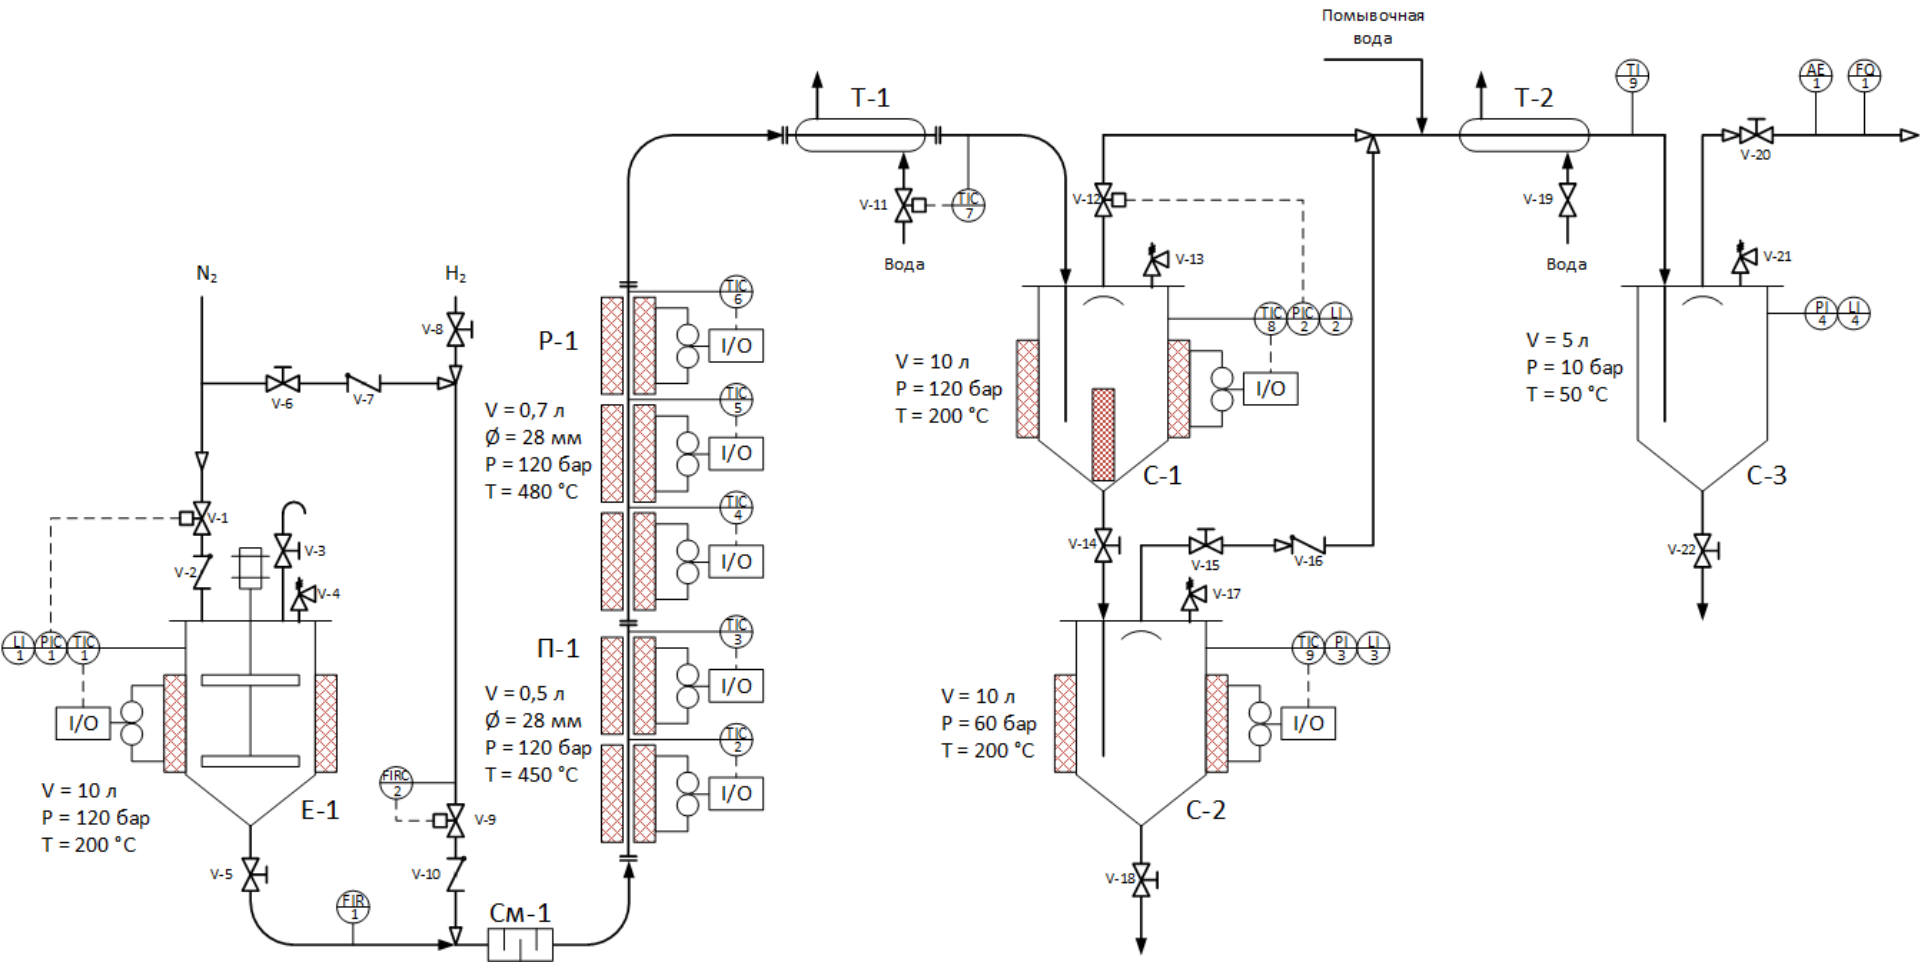 Помывочная
вода
T-1
T-2
TI
9
AE
1
FQ
1
V-20
V-11
TIC
7
Вода
V-12
V-13
V-19
Вода
V-21
N₂
H₂
V-8
TIC
6
I/O
P-1
V = 0,7 л
Ø = 28 мм
P = 120 бар
T = 480 °C
TIC
5
I/O
TIC
4
I/O
V-6
V-7
V = 10 л
P = 120 бар
T = 200 °C
TIC
8
PIC
2
LI
2
I/O
C-1
V = 5 л
P = 10 бар
T = 50 °C
PI
4
LI
4
C-3
V-1
V-2
V-3
V-4
V-14
V-15
V-16
V-17
V-22
LI
1
PIC
1
TIC
1
I/O
П-1
V = 0,5 л
Ø = 28 мм
P = 120 бар
T = 450 °C
TIC
3
I/O
TIC
2
I/O
TIC
9
PI
3
LI
3
I/O
V = 10 л
P = 60 бар
T = 200 °C
C-2
V = 10 л
P = 120 бар
T = 200 °C
E-1
FIRC
2
V-9
V-5
V-10
V-18
FIR
1
См-1